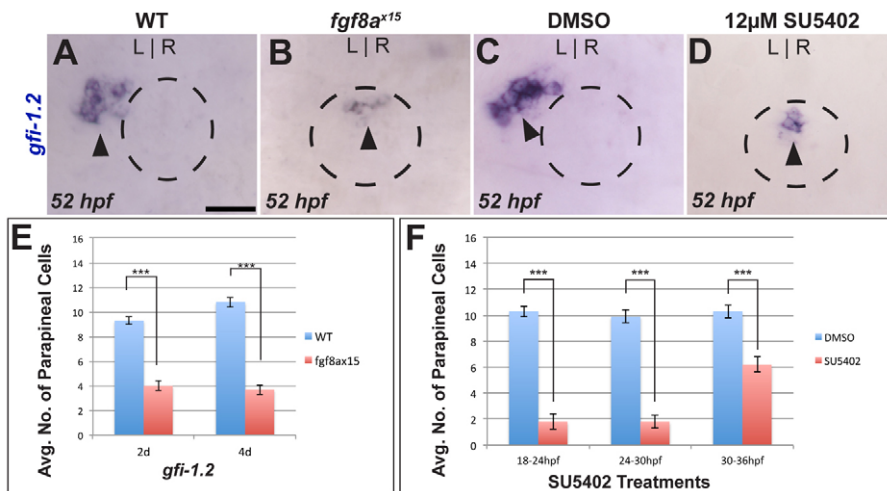 WT
fgf8aˣ¹⁵
DMSO
12µM SU5402
gfi-1.2
A
L | R
52 hpf
B
L | R
52 hpf
C
L | R
52 hpf
D
L | R
52 hpf
E
Avg. No. of Parapineal Cells
16
14
12
10
8
6
4
2
0
***
***
WT
fgf8ax15
2d
4d
gfi-1.2
F
Avg. No. of Parapineal Cells
16
14
12
10
8
6
4
2
0
***
***
***
DMSO
SU5402
18-24hpf
24-30hpf
30-36hpf
SU5402 Treatments